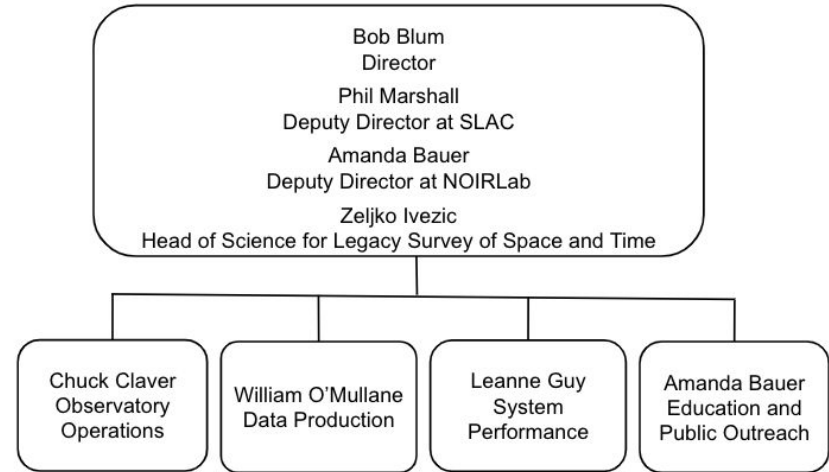 Bob Blum
Director
Phil Marshall
Deputy Director at SLAC
Amanda Bauer
Deputy Director at NOIRLab
Zeljko Ivezic
Head of Science for Legacy Survey of Space and Time
Chuck Claver
Observatory
Operations
William O’Mullane
Data Production
Leanne Guy
System
Performance
Amanda Bauer
Education and
Public Outreach